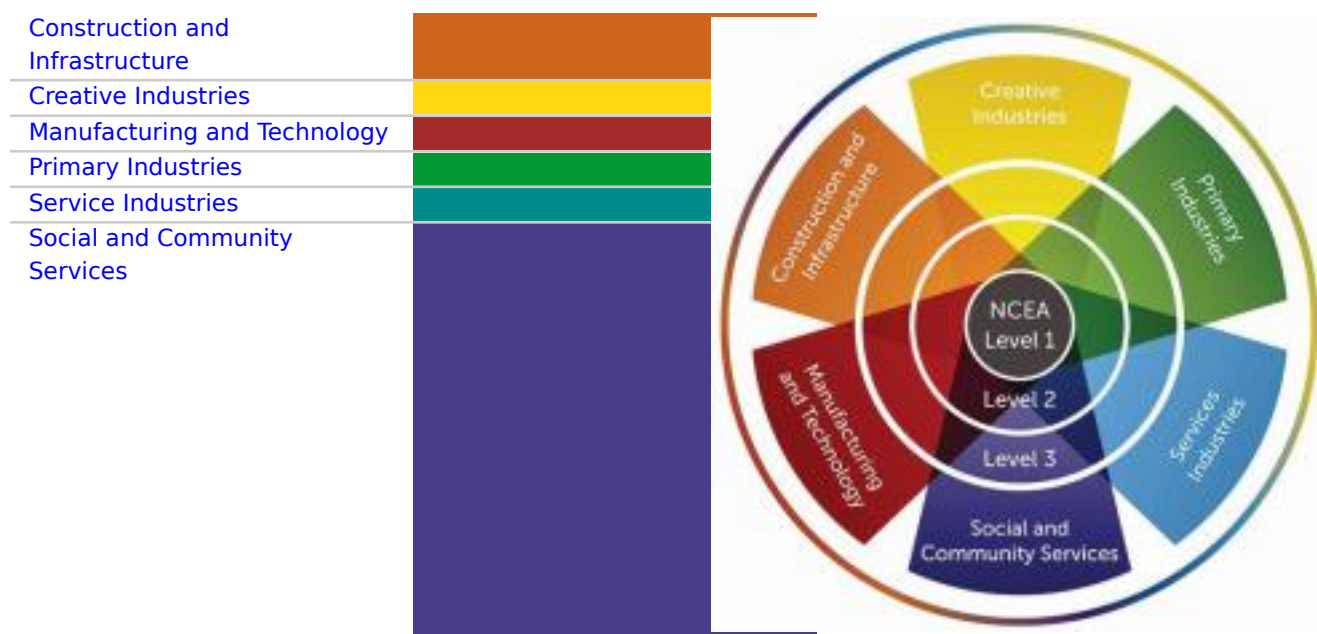 Construction and
Infrastructure
Creative Industries
Manufacturing and Technology
Primary Industries
Service Industries
Social and Community
Services
Creative
Industries
Construction and
Infrastructure
Primary
Industries
NCEA
Level 1
Level 2
Level 3
Manufacturing
and Technology
Services
Industries
Social and
Community Services